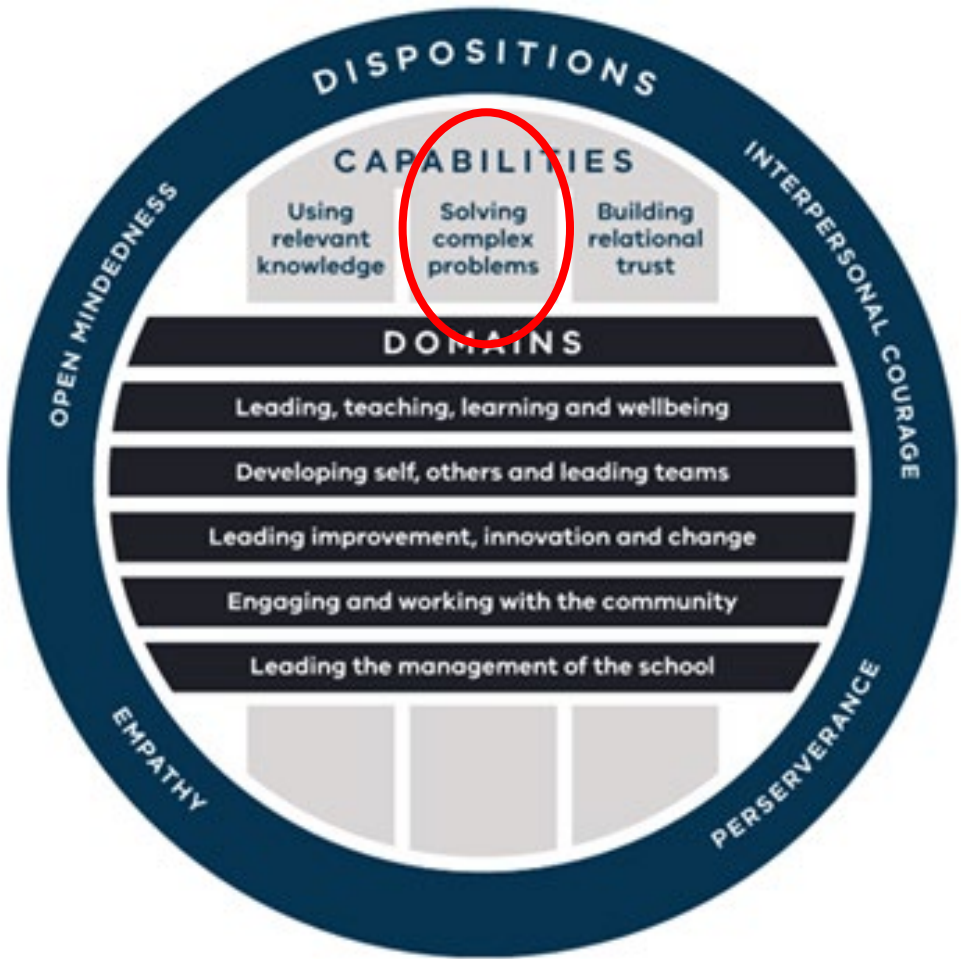 DISPOSITIONS
OPEN MINDEDNESS
INTERPERSONAL COURAGE
CAPABILITIES
Using
relevant
knowledge
Solving
complex
problems
Building
relational
trust
DOMAINS
Leading, teaching, learning and wellbeing
Developing self, others and leading teams
Leading improvement, innovation and change
Engaging and working with the community
Leading the management of the school
EMPATHY
PERSERVERANCE